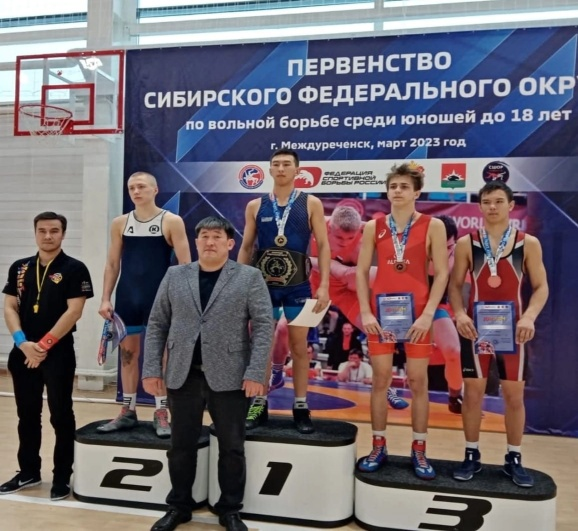 ПЕРВЕНСТВО
СИБИРСКОГО ФЕДЕРАЛЬНОГО ОКР
по вольной борьбе среди юношей до 18 лет
г. Междуреченск, март 2023 год
ФЕДЕРАЦИЯ
СПОРТИВНОЙ
БОРЬБЫ РОССИИ
2
1
3